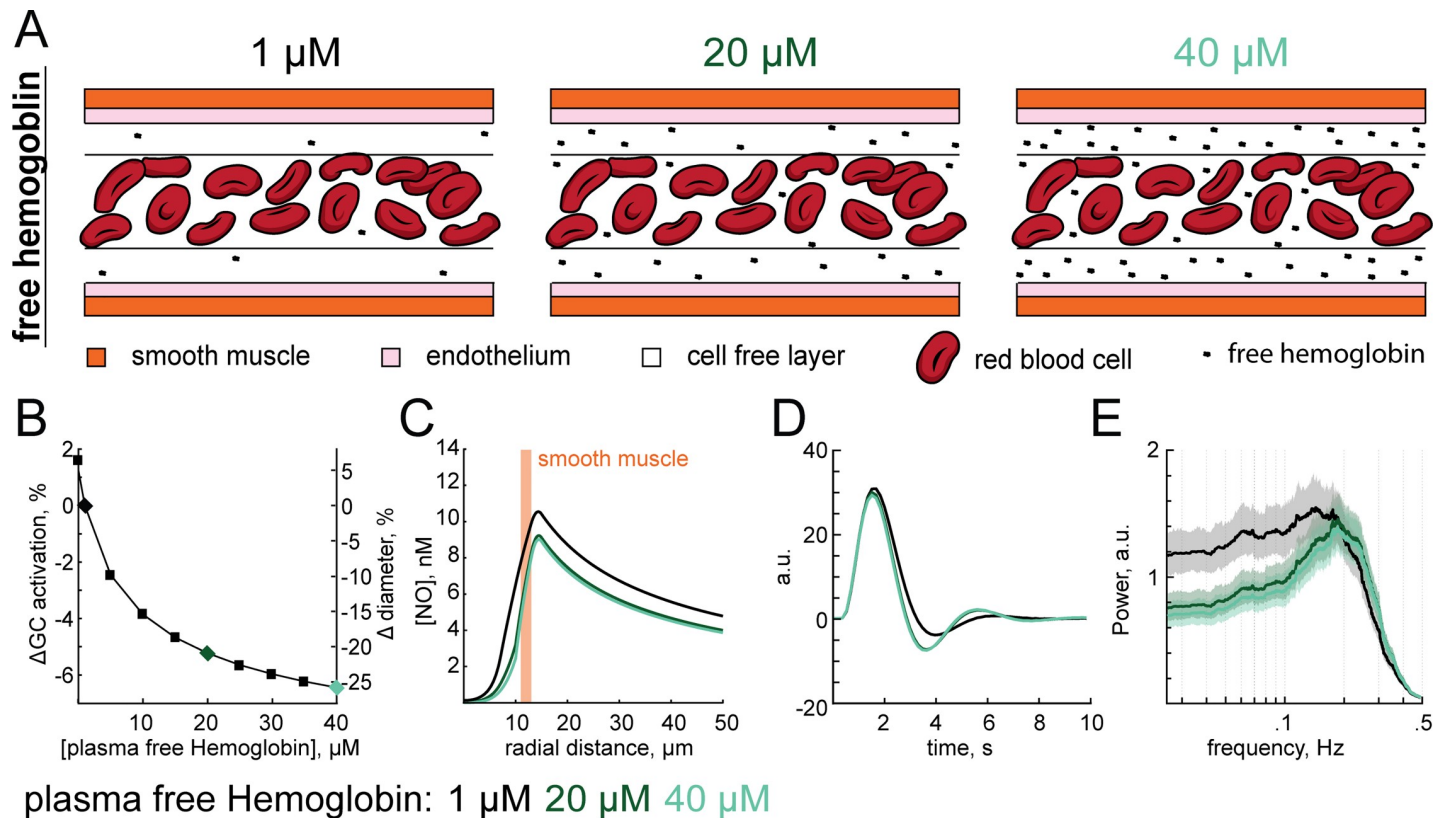 A
1 µM
20 µM
40 µM
free hemogoblin
smooth muscle
endothelium
cell free layer
red blood cell
free hemoglobin
B
2
0
-2
-4
-6
ΔGC activation, %
5
0
-5
-10
-15
-20
-25
Δ diameter, %
10 20 30 40
[plasma free Hemoglobin], µM
C
14
12
10
8
6
4
2
[NO], nM
smooth muscle
10 20 30 40 50
radial distance, µm
D
40
20
0
-20
a.u.
2 4 6 8 10
time, s
E
2
1
Power, a.u.
.1 .5
frequency, Hz
plasma free Hemoglobin: 1 µM 20 µM 40 µM